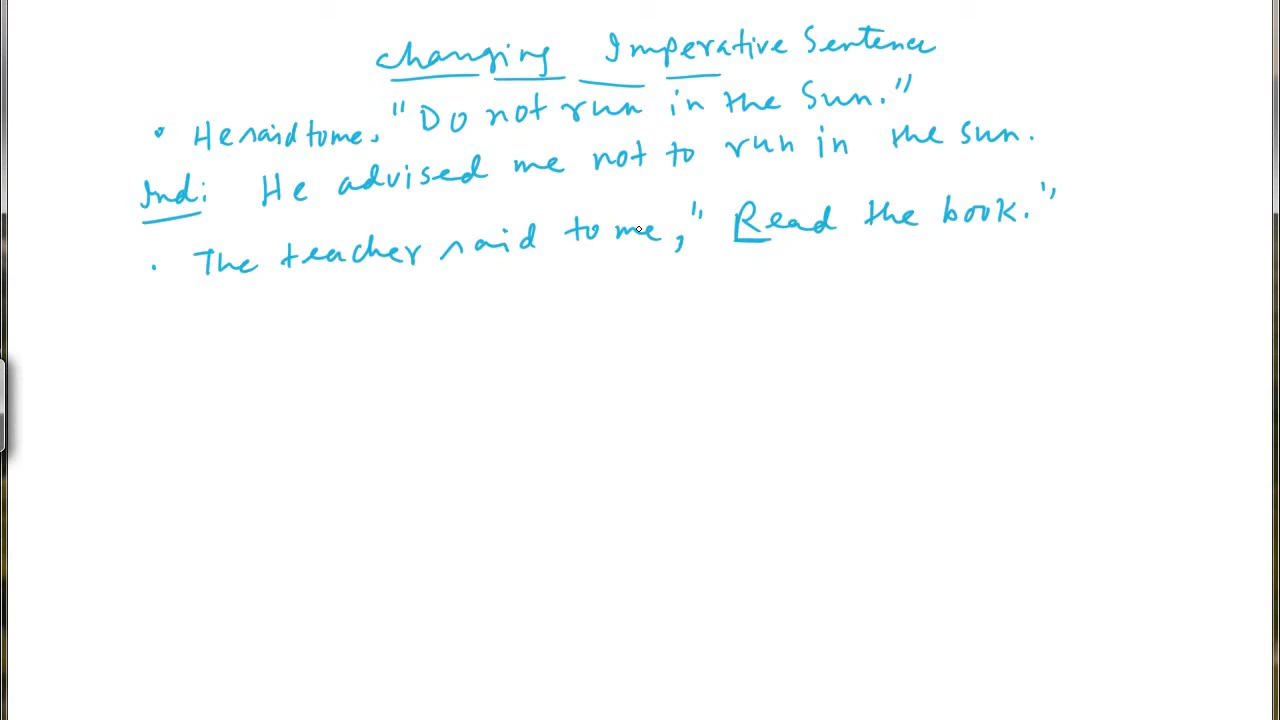 Changing Imperative Sentence
• He said to me, "Do not run in the Sun."
Ind: He advised me not to run in the sun.
• The teacher said to me, "Read the book."